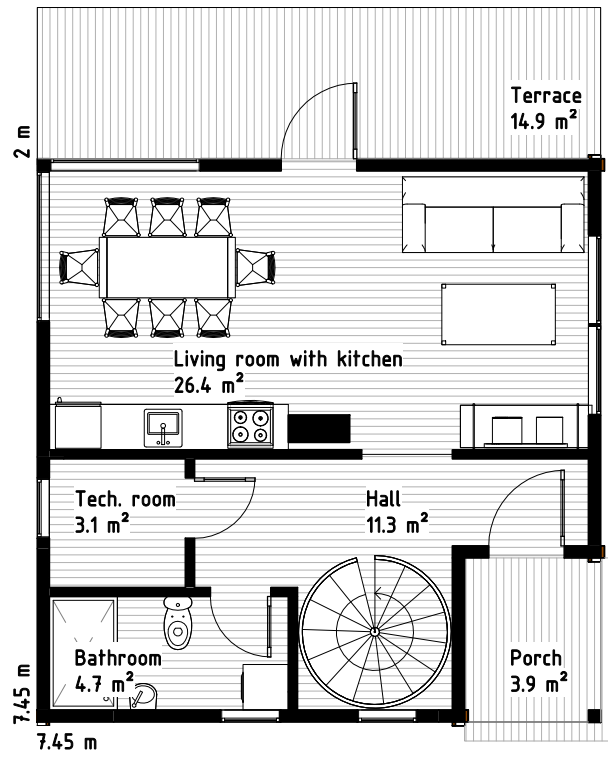 Terrace
14.9 m²
2 m
Living room with kitchen
26.4 m²
Tech. room
3.1 m²
Hall
11.3 m²
Bathroom
4.7 m²
Porch
3.9 m²
7.45 m
7.45 m